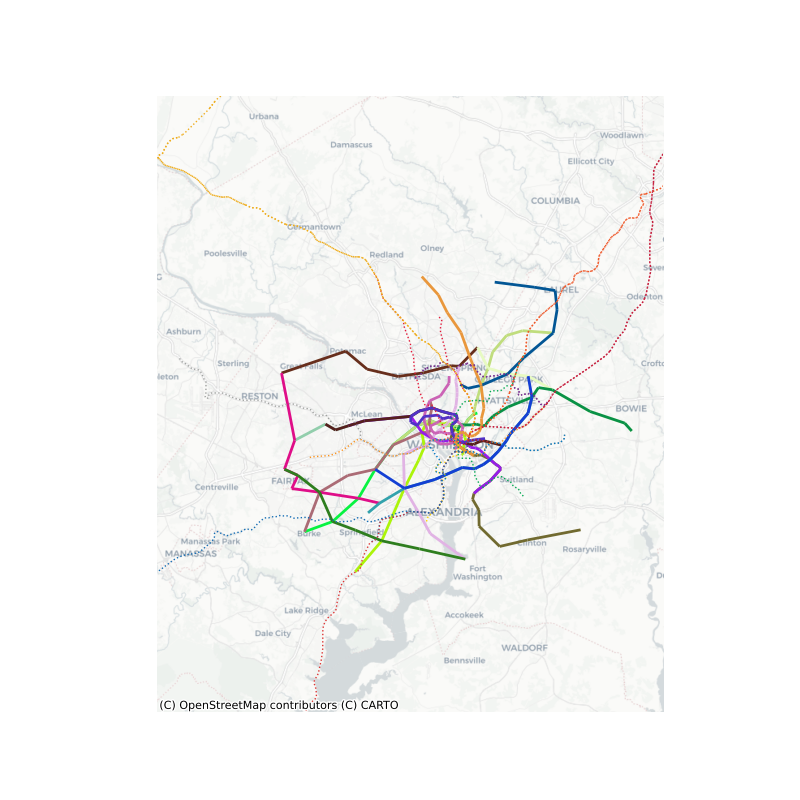 Urbana
Woodlawn
Damascus
Ellicott City
COLUMBIA
Germantown
Olney
Poolesville
Redland
LAUREL
Odenton
Ashburn
Potomac
Sterling
Great Falls
BETHESDA
RESTON
McLean
BOWIE
WASHINGTON
FAIRFAX
Suitland
Centreville
ALEXANDRIA
Burke
Springfield
Manassas Park
MANASSAS
Clinton
Rosaryville
Fort
Washington
Lake Ridge
Accokeek
Dale City
WALDORF
Bennsville
(C) OpenStreetMap contributors (C) CARTO